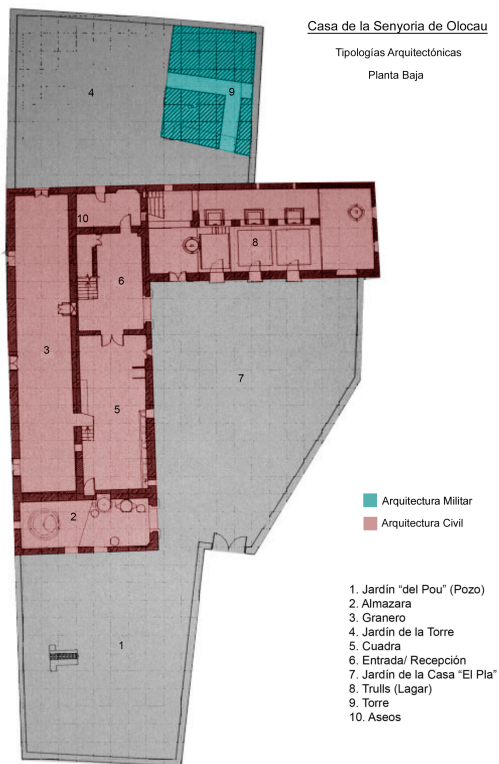 Casa de la Senyoria de Olocau
Tipologías Arquitectónicas
Planta Baja
4
9
10
8
6
3
7
5
2
1
Arquitectura Militar
Arquitectura Civil
1. Jardín “del Pou” (Pozo)
2. Almazara
3. Granero
4. Jardín de la Torre
5. Cuadra
6. Entrada/ Recepción
7. Jardín de la Casa “El Pla”
8. Trulls (Lagar)
9. Torre
10. Aseos